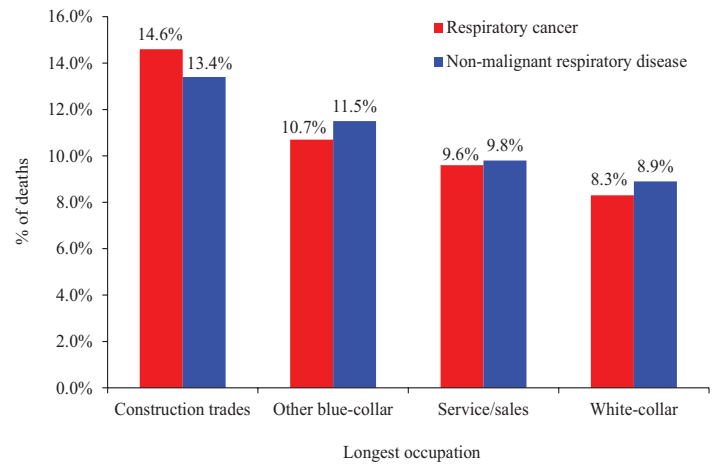 16.0%
14.0%
12.0%
10.0%
8.0%
6.0%
4.0%
2.0%
0.0%
% of deaths
Respiratory cancer
Non-malignant respiratory disease
14.6%
13.4%
10.7%
11.5%
9.6%
9.8%
8.3%
8.9%
Construction trades
Other blue-collar
Service/sales
White-collar
Longest occupation